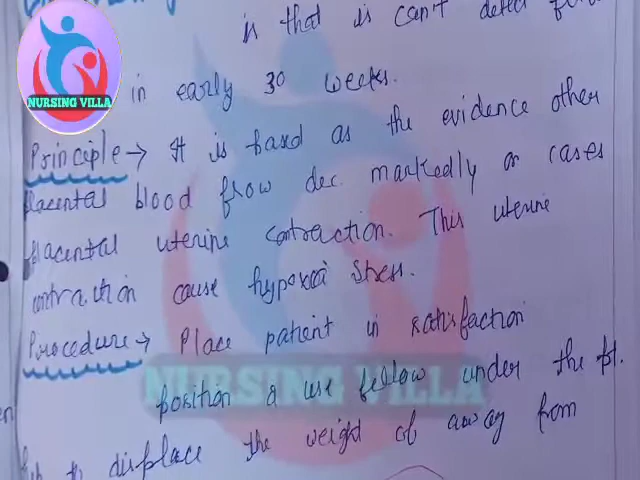 is that is can't detect
in early 30 weeks.
NURSING VILLA
Principle → It is based as the evidence other
placental blood flow dec. markedly or cases
placental uterine contraction. This uterine
contraction cause hypoxia stress.
Procedure → Place patient in satisfaction
NURSING VILLA
position & use pillow under the pt.
to displace the weight of away from